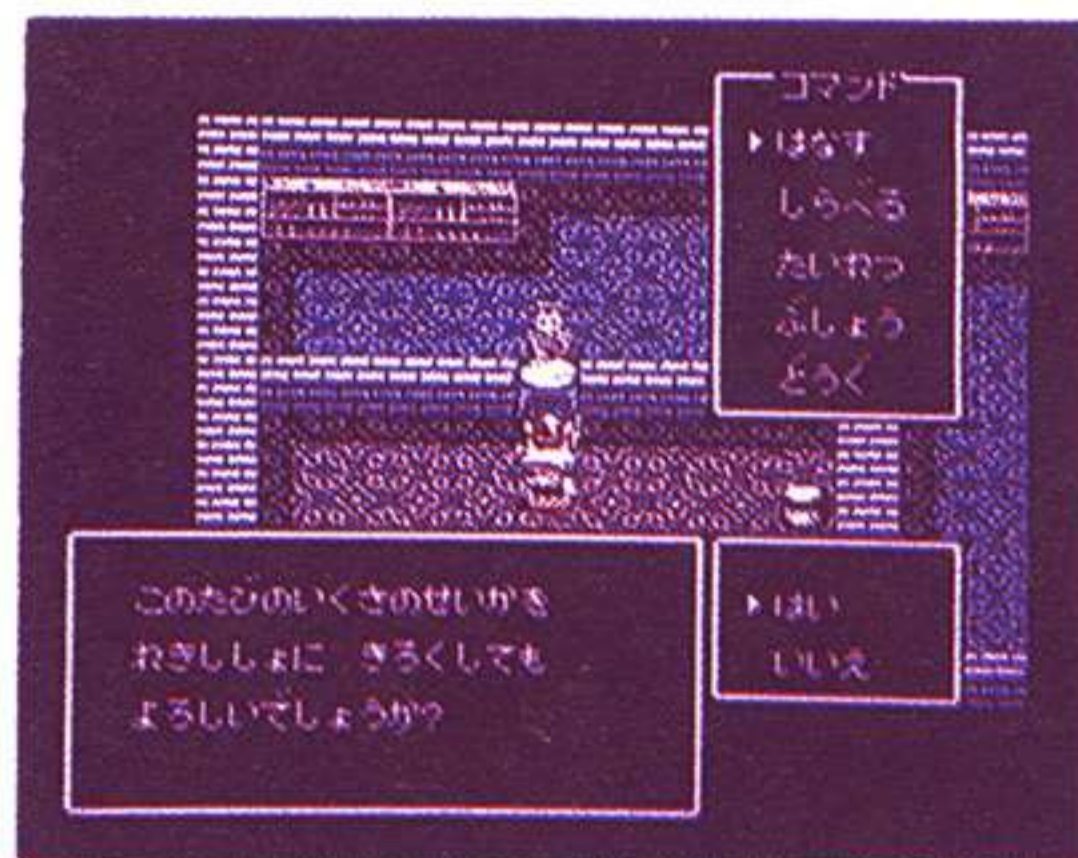 コマンド
▶はなす
しらべる
たいれつ
ぶしょう
どうぐ
このたびのいくさのせいかを
れきししょに きろくしても
よろしいでしょうか?
▶はい
いいえ